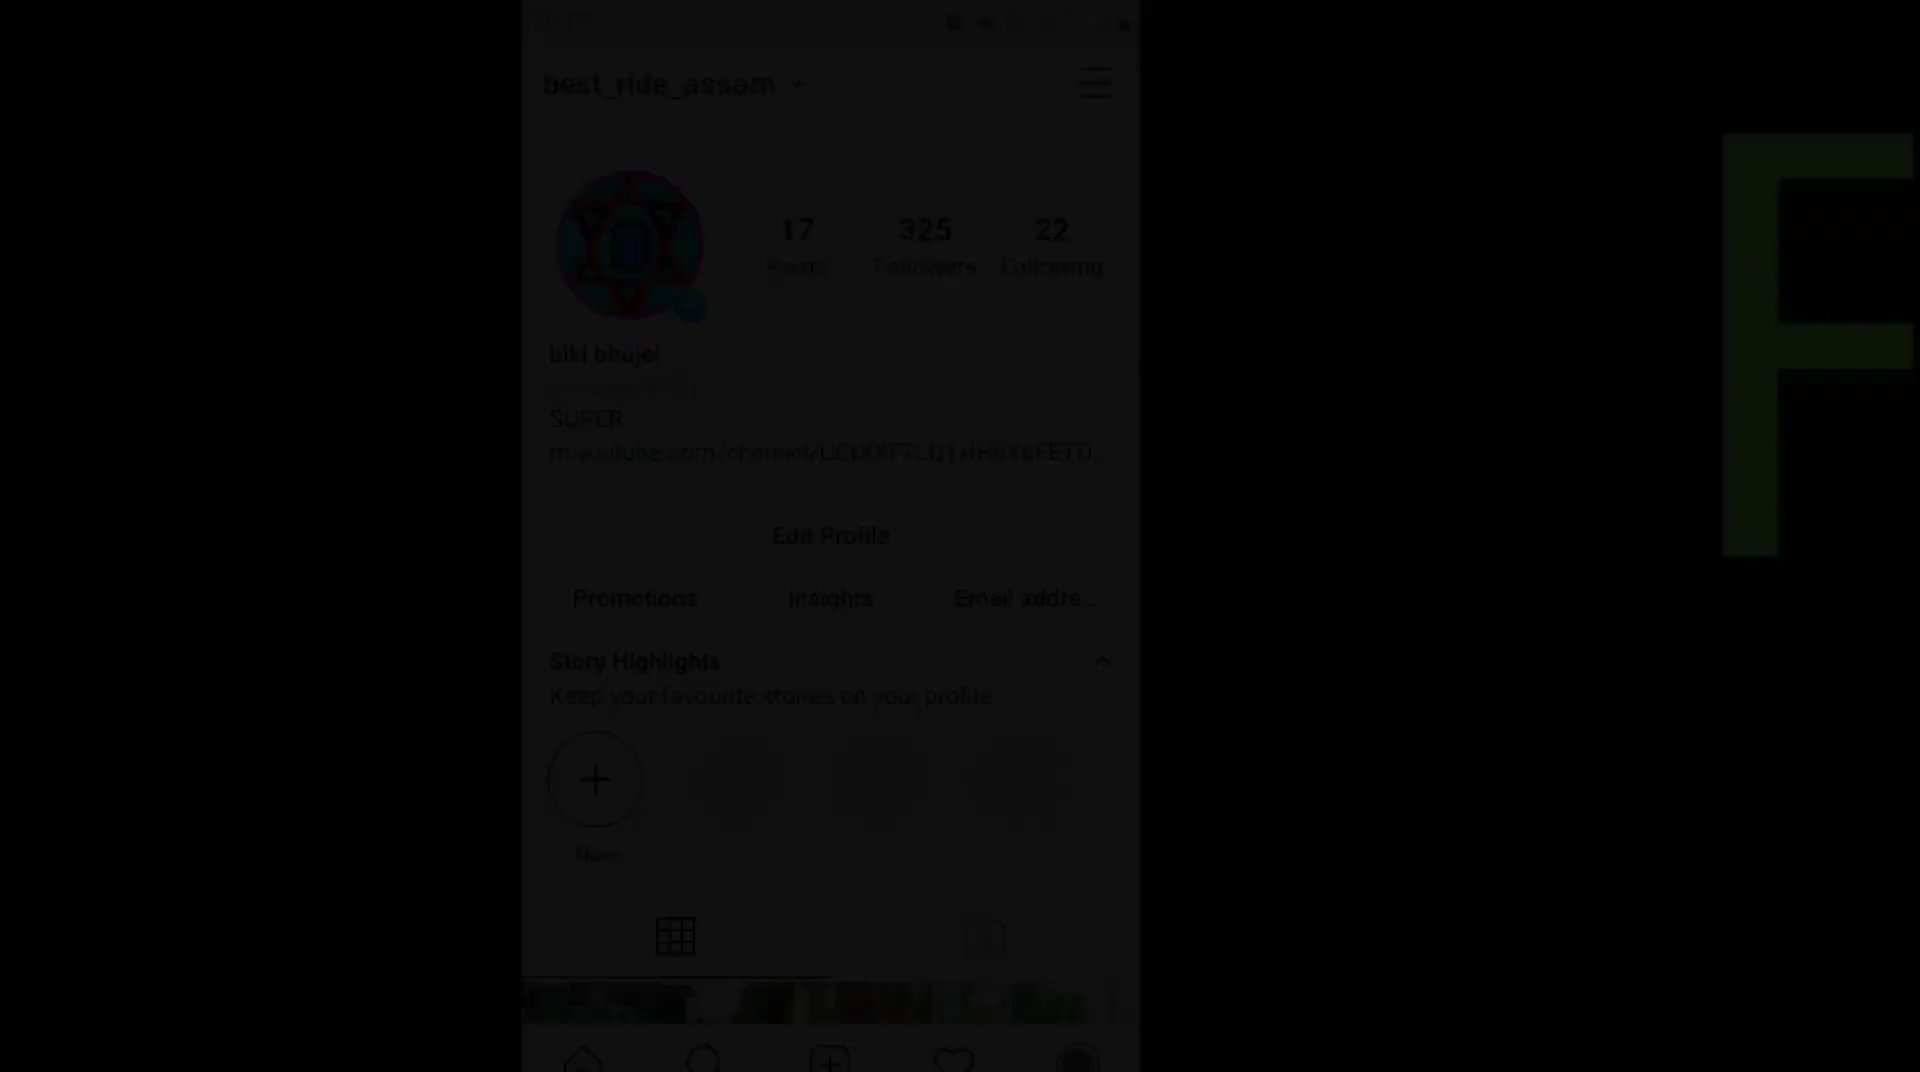 best_ride_assam
17
325
22
Posts
Followers
Following
biki bhujel
SUPER
Edit Profile
Promotions
Insights
Email addre...
Story Highlights
Keep your favourite stories on your profile
New
F